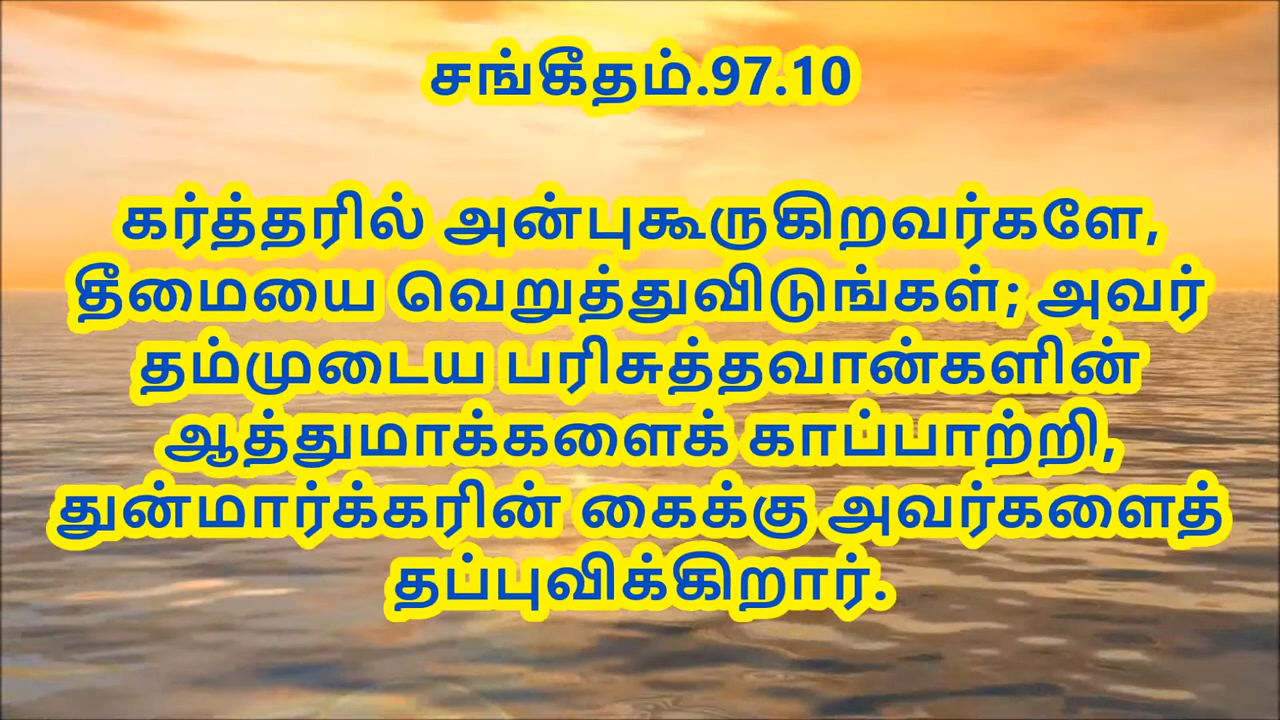 சங்கீதம்.97.10
கர்த்தரில் அன்புகூருகிறவர்களே,
தீமையை வெறுத்துவிடுங்கள்; அவர்
தம்முடைய பரிசுத்தவான்களின்
ஆத்துமாக்களைக் காப்பாற்றி,
துன்மார்க்கரின் கைக்கு அவர்களைத்
தப்புவிக்கிறார்.